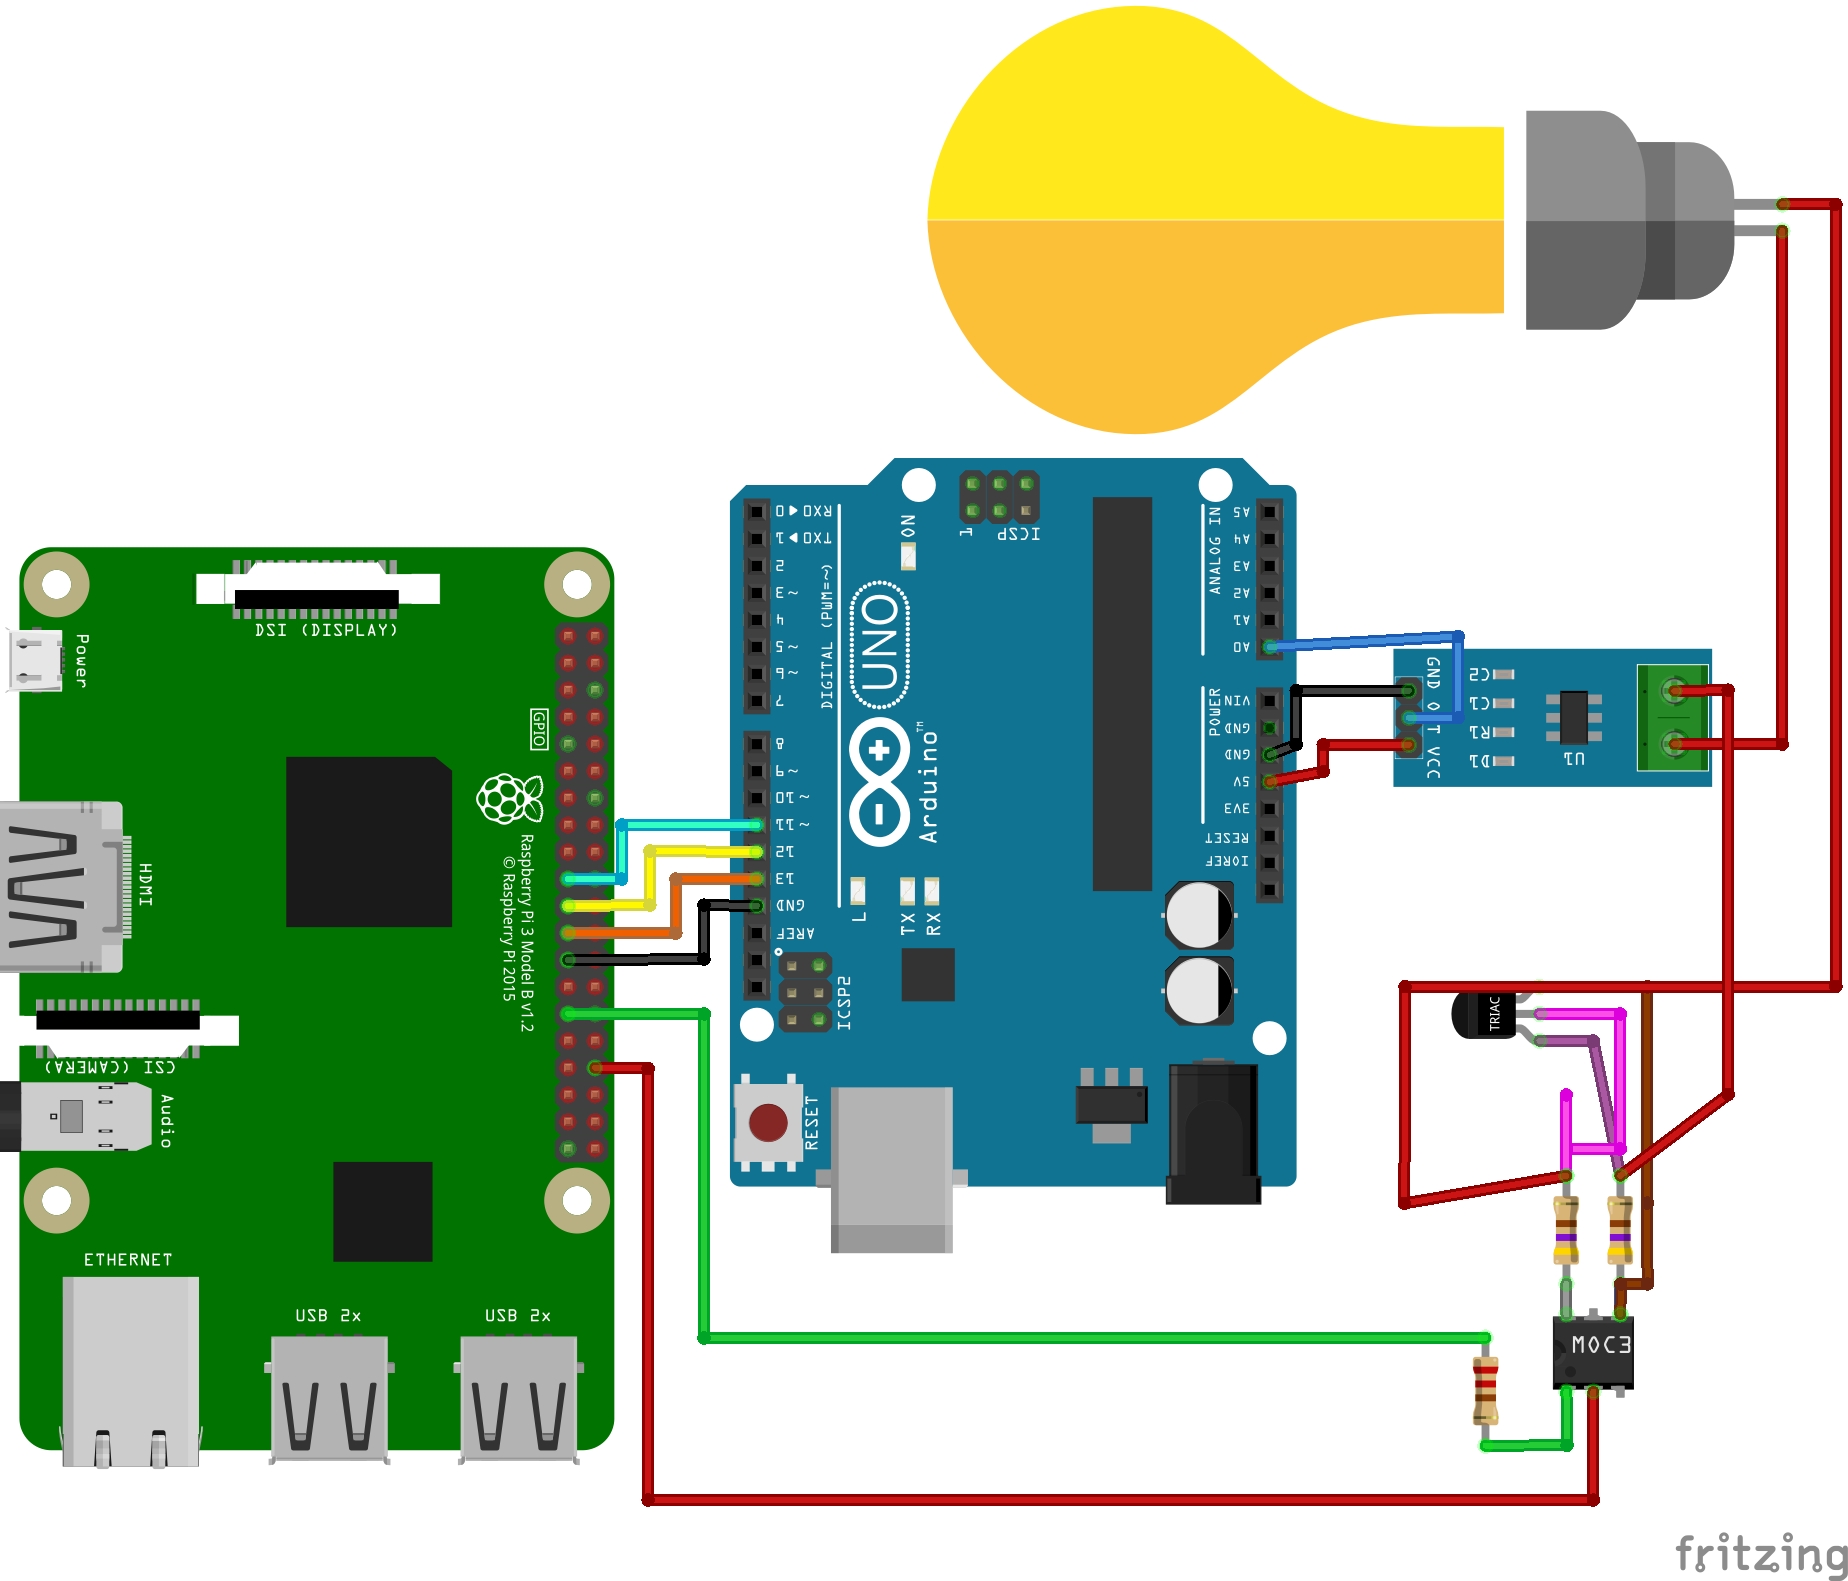 DSI (DISPLAY)
Power
GPIO
HDMI
Raspberry Pi 3 Model B v1.2
© Raspberry Pi 2015
CSI (CAMERA)
Audio
ETHERNET
USB 2x
USB 2x
RX0 ◀ 0
TX0 ◀ 1
2
~3
4
~5
~6
7
8
~9
~10
~11
12
13
GND
AREF
DIGITAL (PWM=~)
UNO
Arduino™
ON
1
ICSP
L
TX
RX
ICSP2
RESET
ANALOG IN
A5
A4
A3
A2
A1
A0
POWER
VIN
GND
GND
5V
3V3
RESET
IOREF
GND
O
T
VCC
C2
C1
R1
D1
U1
TRIAC
MOC3
fritzing